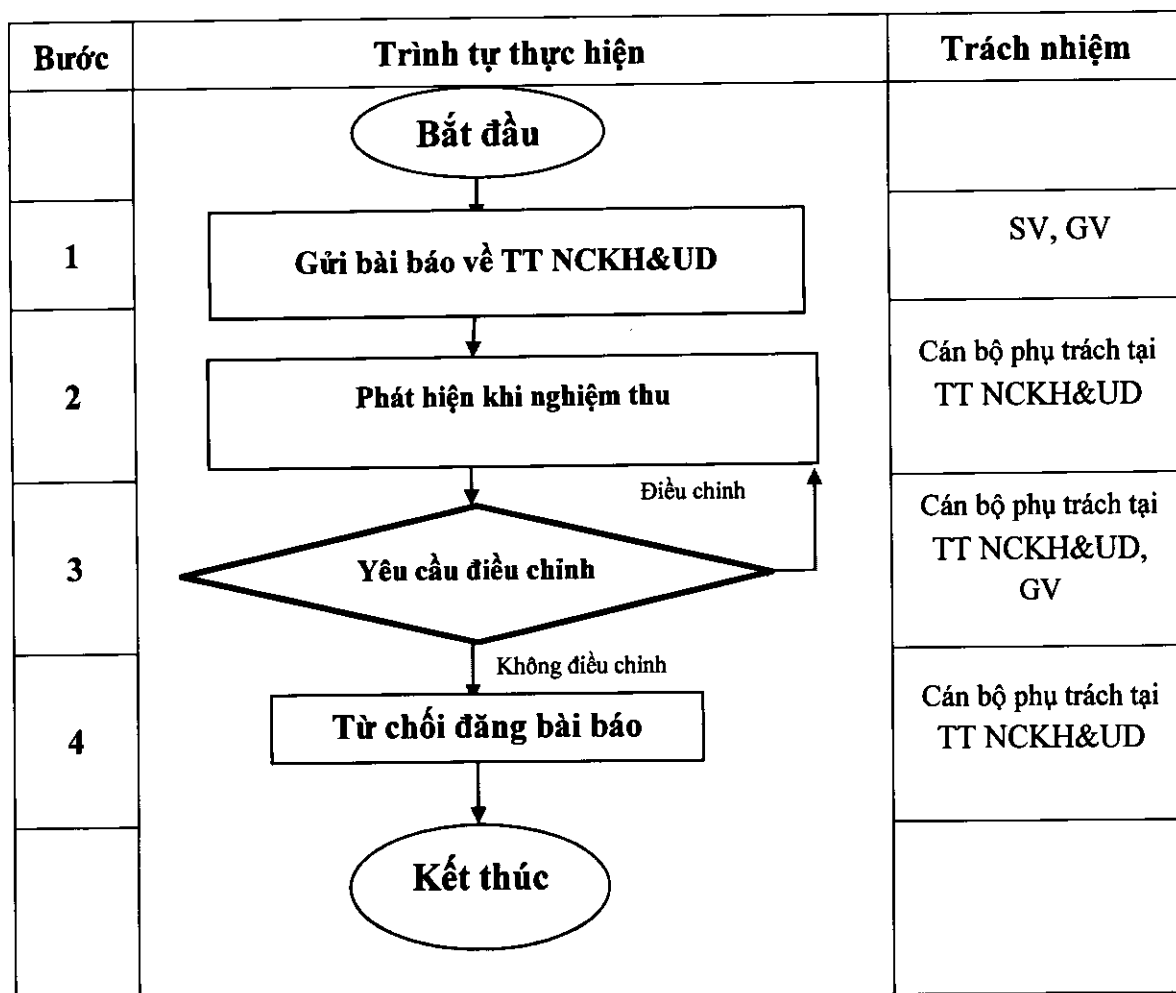 Bước Trình tự thực hiện Trách nhiệm
Bắt đầu
1 Gửi bài báo về TT NCKH&UD SV, GV
2 Phát hiện khi nghiệm thu Cán bộ phụ trách tại
TT NCKH&UD
Điều chỉnh
3 Yêu cầu điều chỉnh Cán bộ phụ trách tại
TT NCKH&UD,
GV
Không điều chỉnh
4 Từ chối đăng bài báo Cán bộ phụ trách tại
TT NCKH&UD
Kết thúc